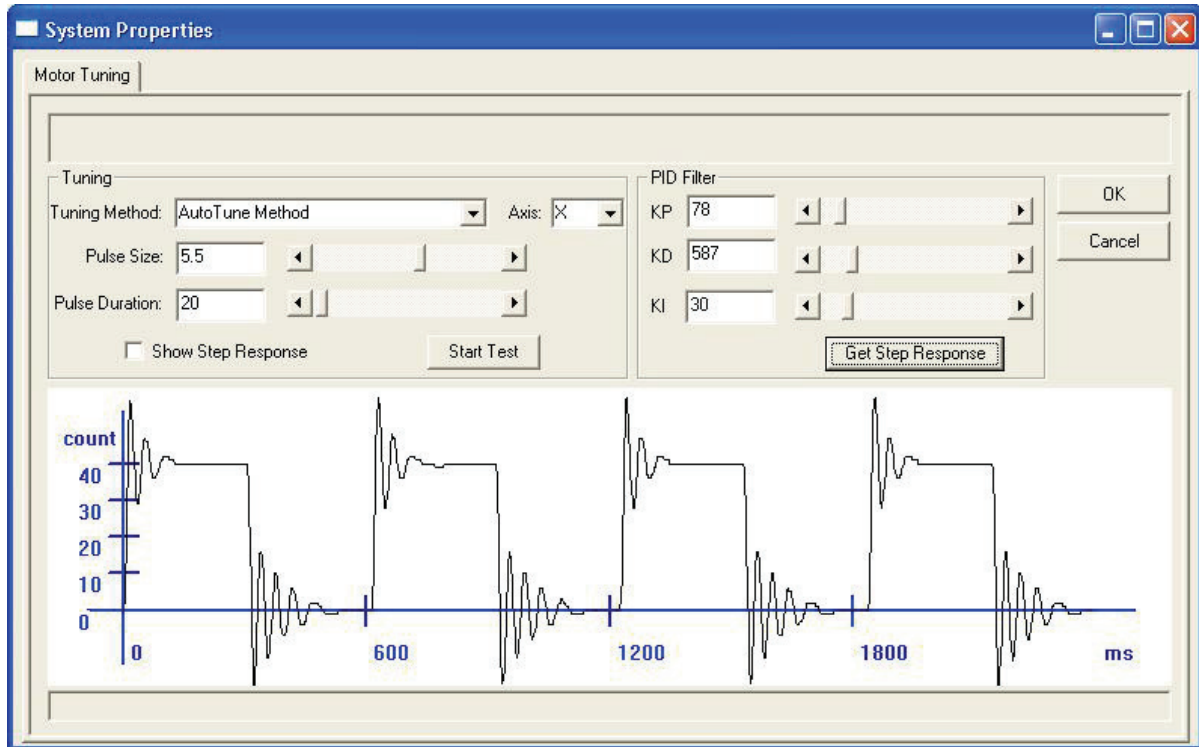 System Properties
Motor Tuning
Tuning
Tuning Method: AutoTune Method Axis: X
Pulse Size: 5.5
Pulse Duration: 20
Show Step Response Start Test
PID Filter
KP 78
KD 587
KI 30
Get Step Response
OK
Cancel
count
40
30
20
10
0
0 600 1200 1800 ms